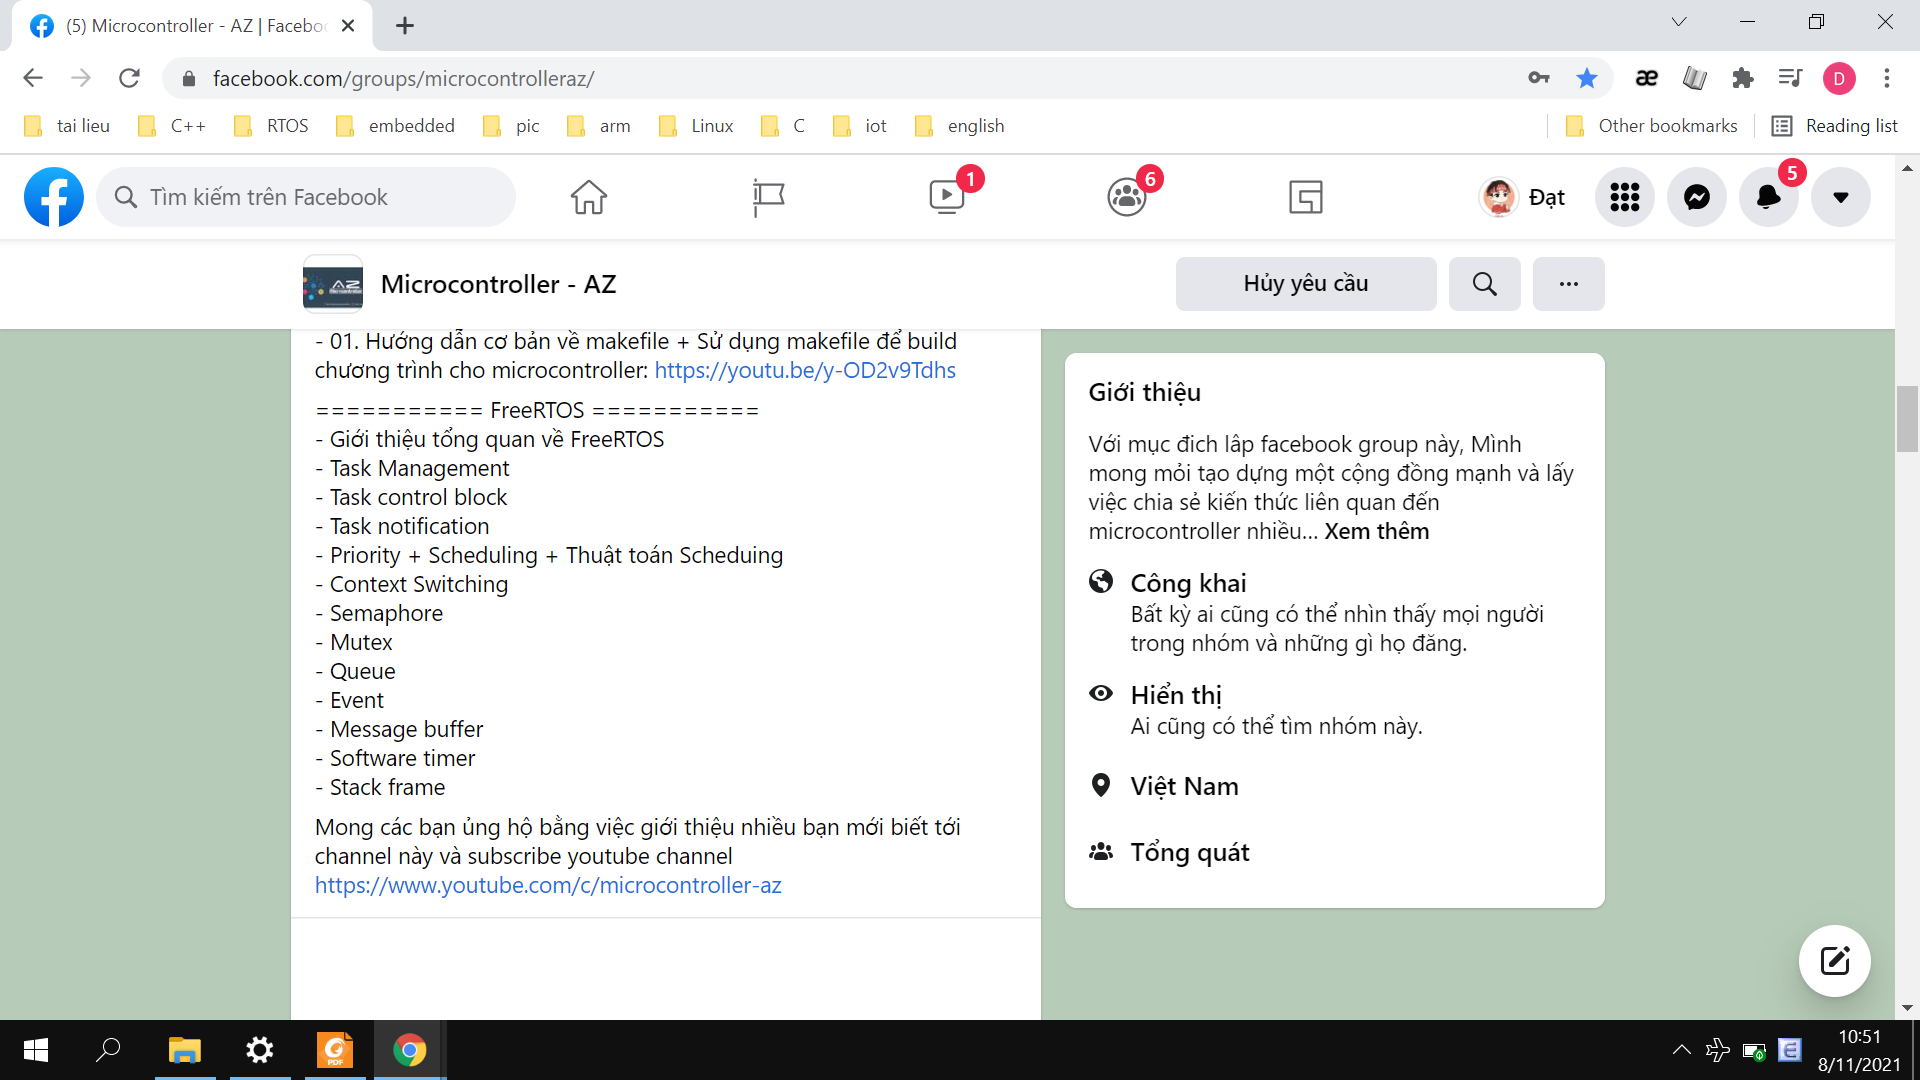 (5) Microcontroller - AZ | Facebo
facebook.com/groups/microcontrolleraz/
D
tai lieu
C++
RTOS
embedded
pic
arm
Linux
C
iot
english
Other bookmarks
Reading list
Tìm kiếm trên Facebook
1
6
Đạt
5
Microcontroller - AZ
Hủy yêu cầu
- 01. Hướng dẫn cơ bản về makefile + Sử dụng makefile để build
chương trình cho microcontroller: https://youtu.be/y-OD2v9Tdhs
=========== FreeRTOS ===========
- Giới thiệu tổng quan về FreeRTOS
- Task Management
- Task control block
- Task notification
- Priority + Scheduling + Thuật toán Scheduing
- Context Switching
- Semaphore
- Mutex
- Queue
- Event
- Message buffer
- Software timer
- Stack frame
Mong các bạn ủng hộ bằng việc giới thiệu nhiều bạn mới biết tới
channel này và subscribe youtube channel
https://www.youtube.com/c/microcontroller-az
Giới thiệu
Với mục đich lâp facebook group này, Mình
mong mỏi tạo dựng một cộng đồng mạnh và lấy
việc chia sẻ kiến thức liên quan đến
microcontroller nhiều... Xem thêm
Công khai
Bất kỳ ai cũng có thể nhìn thấy mọi người
trong nhóm và những gì họ đăng.
Hiển thị
Ai cũng có thể tìm nhóm này.
Việt Nam
Tổng quát
10:51
8/11/2021